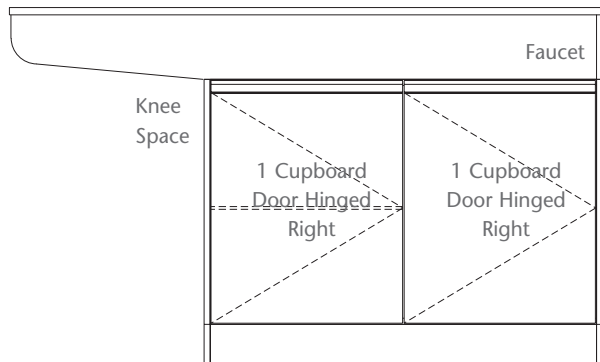 Faucet
Knee
Space
1 Cupboard
Door Hinged
Right
1 Cupboard
Door Hinged
Right